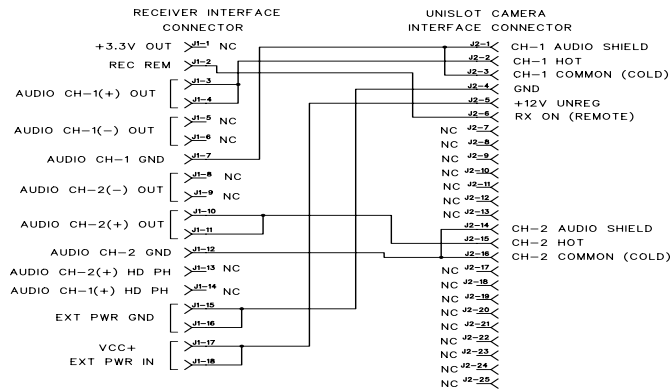 RECEIVER INTERFACE
CONNECTOR
UNISLOT CAMERA
INTERFACE CONNECTOR
+3.3V OUT J1-1 NC
REC REM J1-2
AUDIO CH-1(+) OUT J1-3
J1-4
AUDIO CH-1(-) OUT J1-5 NC
J1-6 NC
AUDIO CH-1 GND J1-7
AUDIO CH-2(-) OUT J1-8 NC
J1-9 NC
AUDIO CH-2(+) OUT J1-10
J1-11
AUDIO CH-2 GND J1-12
AUDIO CH-2(+) HD PH J1-13 NC
AUDIO CH-1(+) HD PH J1-14 NC
EXT PWR GND J1-15
J1-16
VCC+ J1-17
EXT PWR IN J1-18
J2-1 CH-1 AUDIO SHIELD
J2-2 CH-1 HOT
J2-3 CH-1 COMMON (COLD)
J2-4 GND
J2-5 +12V UNREG
J2-6 RX ON (REMOTE)
NC J2-7
NC J2-8
NC J2-9
NC J2-10
NC J2-11
NC J2-12
NC J2-13
J2-14 CH-2 AUDIO SHIELD
J2-15 CH-2 HOT
J2-16 CH-2 COMMON (COLD)
NC J2-17
NC J2-18
NC J2-19
NC J2-20
NC J2-21
NC J2-22
NC J2-23
NC J2-24
NC J2-25